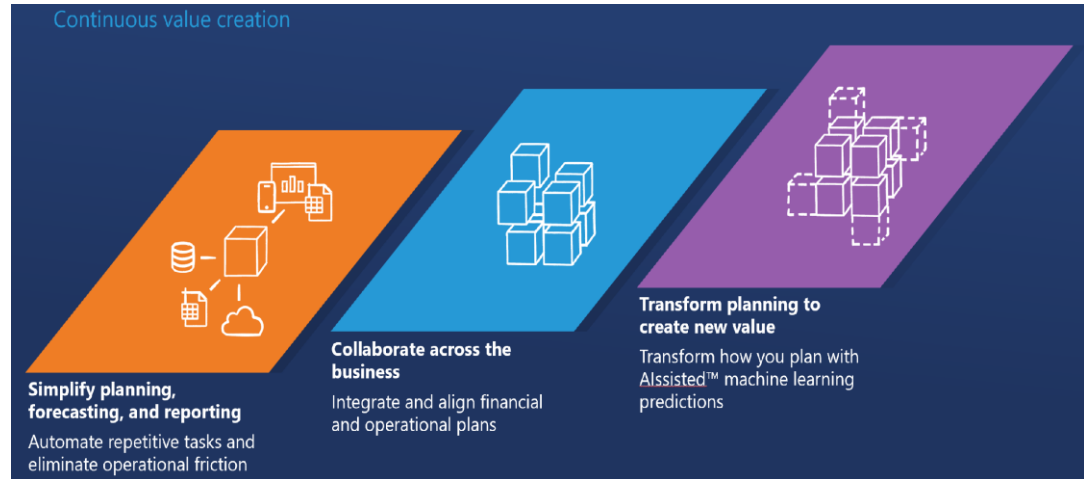 Continuous value creation
Simplify planning,
forecasting, and reporting
Automate repetitive tasks and
eliminate operational friction
Collaborate across the
business
Integrate and align financial
and operational plans
Transform planning to
create new value
Transform how you plan with
AIssisted™ machine learning
predictions